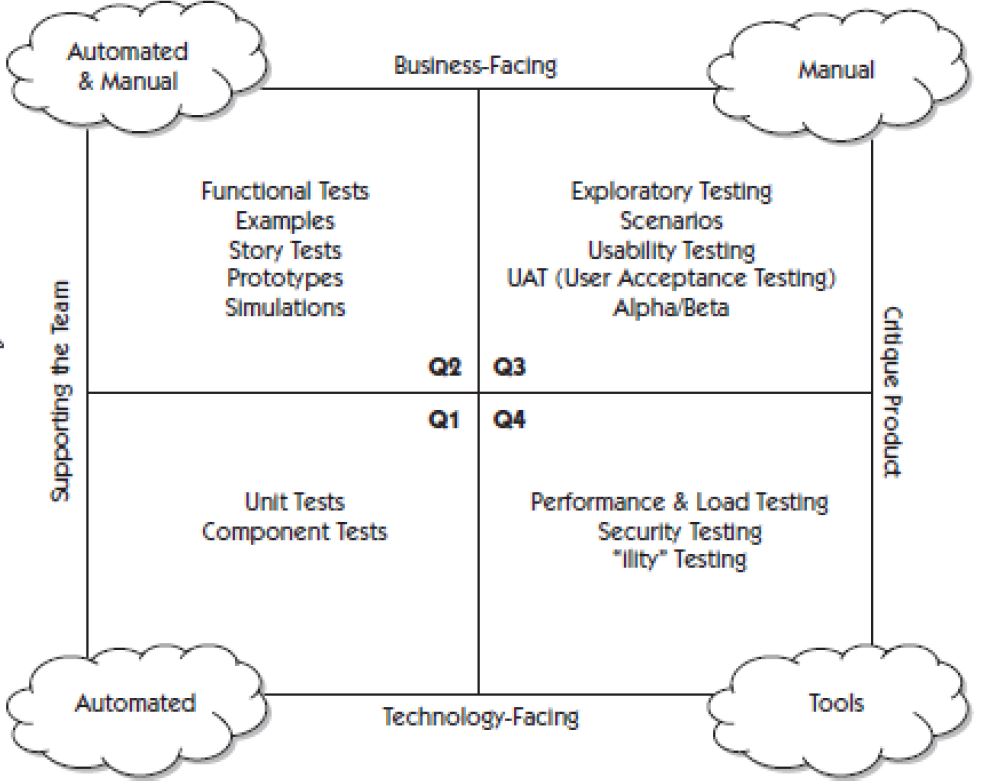 Automated
& Manual
Business-Facing
Manual
Functional Tests
Examples
Story Tests
Prototypes
Simulations
Exploratory Testing
Scenarios
Usability Testing
UAT (User Acceptance Testing)
Alpha/Beta
Supporting the Team
Critique Product
Q2
Q3
Q1
Q4
Unit Tests
Component Tests
Performance & Load Testing
Security Testing
"ility" Testing
Automated
Technology-Facing
Tools